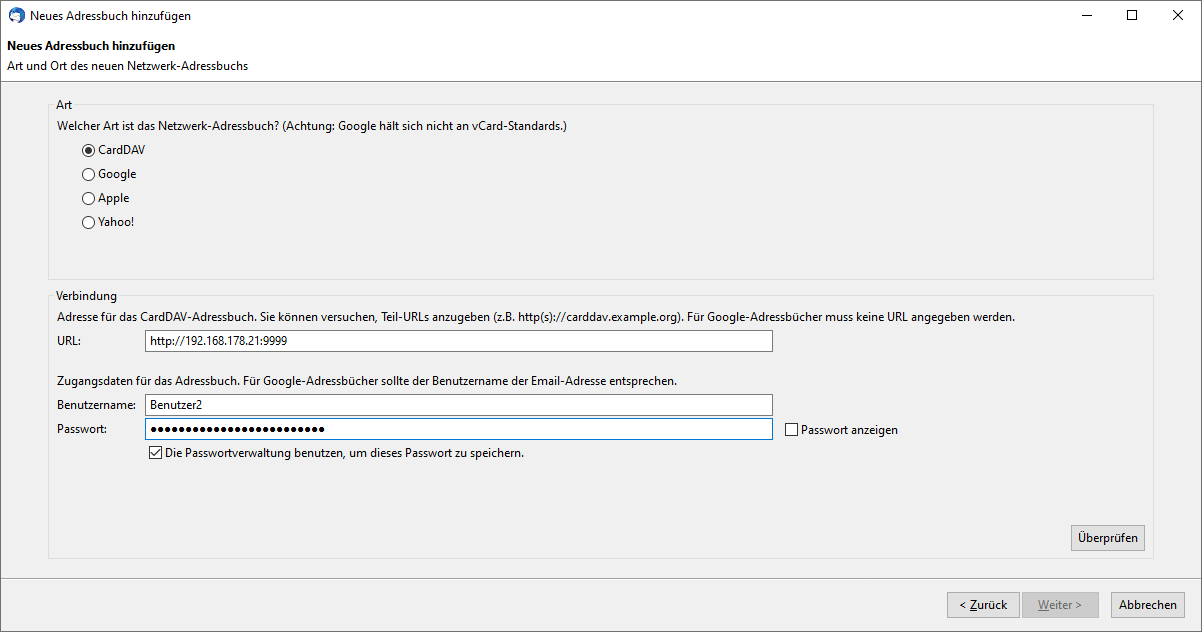 Neues Adressbuch hinzufügen
Neues Adressbuch hinzufügen
Art und Ort des neuen Netzwerk-Adressbuchs
Art
Welcher Art ist das Netzwerk-Adressbuch? (Achtung: Google hält sich nicht an vCard-Standards.)
CardDAV
Google
Apple
Yahoo!
Verbindung
Adresse für das CardDAV-Adressbuch. Sie können versuchen, Teil-URLs anzugeben (z.B. http(s)://carddav.example.org). Für Google-Adressbücher muss keine URL angegeben werden.
URL: http://192.168.178.21:9999
Zugangsdaten für das Adressbuch. Für Google-Adressbücher sollte der Benutzername der Email-Adresse entsprechen.
Benutzername: Benutzer2
Passwort: ●●●●●●●●●●●●●●●●●●●●●●●●● Passwort anzeigen
Die Passwortverwaltung benutzen, um dieses Passwort zu speichern.
Überprüfen
< Zurück Weiter > Abbrechen